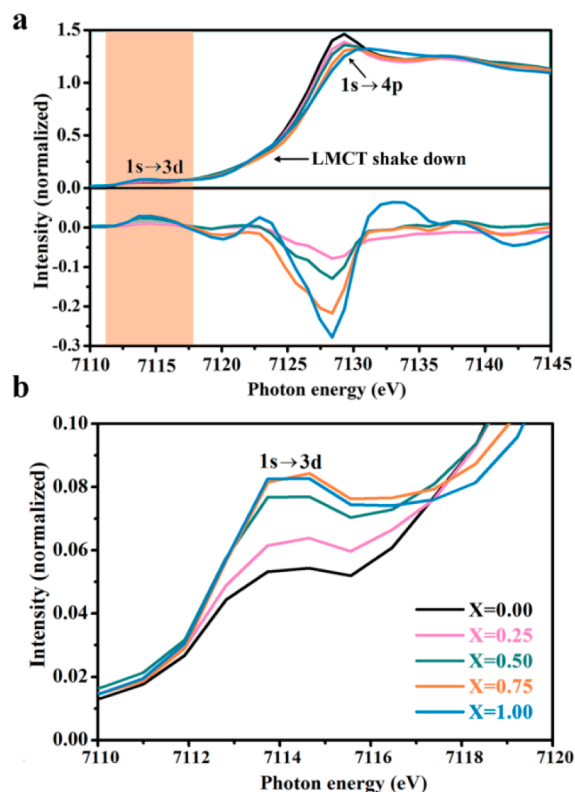 a
1.5
1.0
0.5
0.0
Intensity (normalized)
1s→3d
1s→4p
LMCT shake down
0.0
-0.1
-0.2
-0.3
Intensity
7110 7115 7120 7125 7130 7135 7140 7145
Photon energy (eV)
b
0.10
0.08
0.06
0.04
0.02
0.00
Intensity (normalized)
1s→3d
X=0.00
X=0.25
X=0.50
X=0.75
X=1.00
7110 7112 7114 7116 7118 7120
Photon energy (eV)